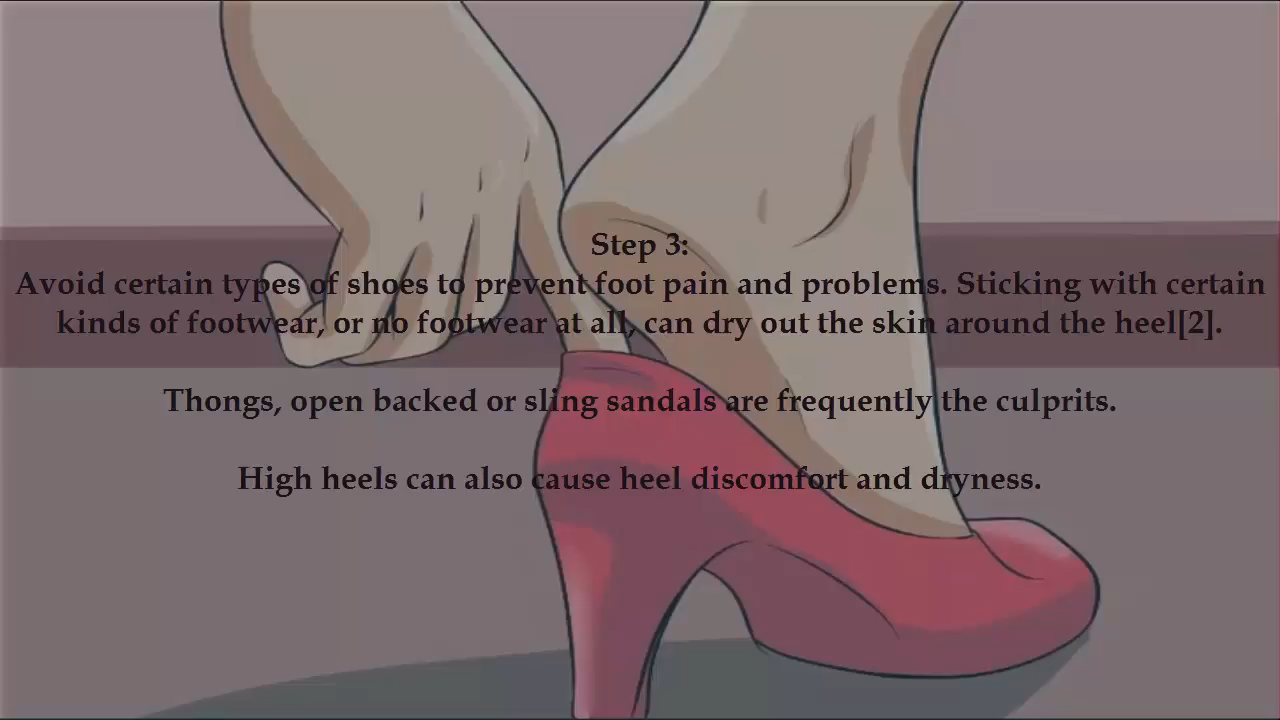 Step 3:
Avoid certain types of shoes to prevent foot pain and problems. Sticking with certain
kinds of footwear, or no footwear at all, can dry out the skin around the heel[2].
Thongs, open backed or sling sandals are frequently the culprits.
High heels can also cause heel discomfort and dryness.